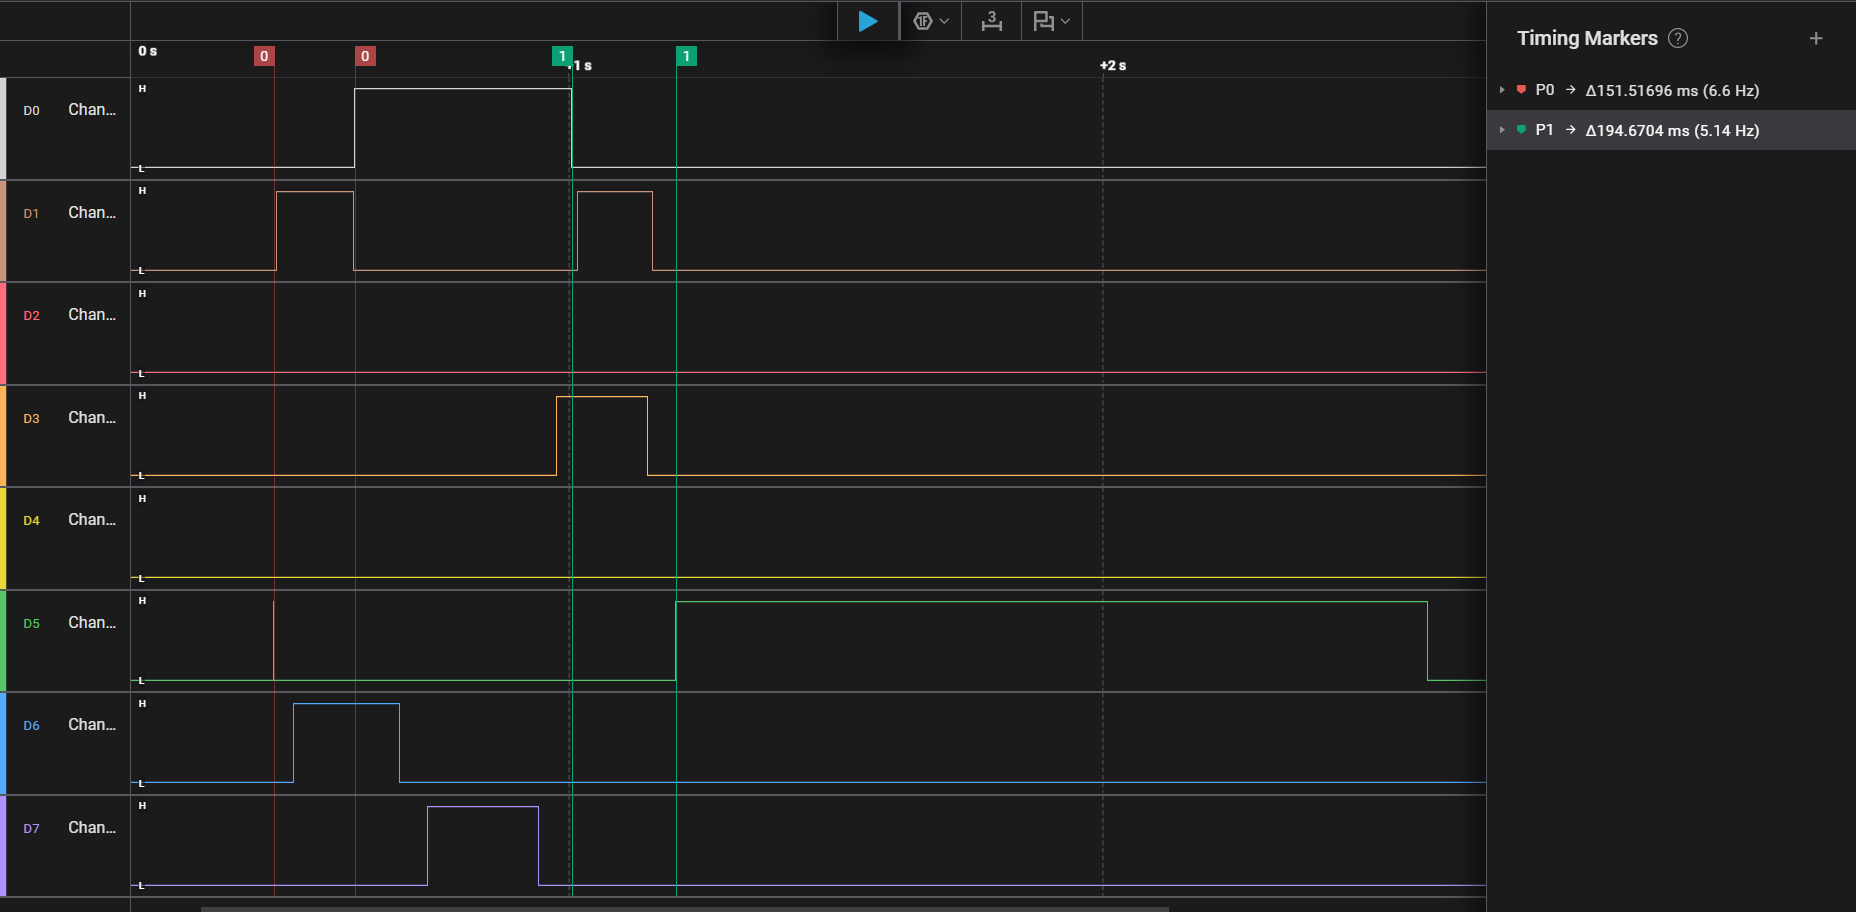 3
Timing Markers ?
0 s
0 0 1 1
+1 s
+2 s
P0 → Δ151.51696 ms (6.6 Hz)
P1 → Δ194.6704 ms (5.14 Hz)
D0 Chan... H
L
D1 Chan... H
L
D2 Chan... H
L
D3 Chan... H
L
D4 Chan... H
L
D5 Chan... H
L
D6 Chan... H
L
D7 Chan... H
L